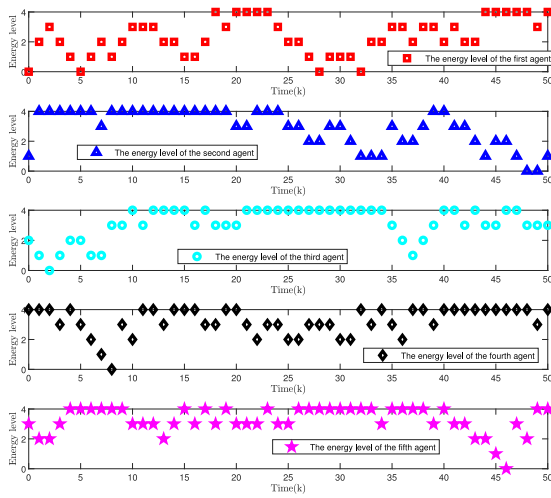 4
2
0
Energy level
The energy level of the first agent
0 5 10 15 20 25 30 35 40 45 50
Time(k)
4
2
0
Energy level
The energy level of the second agent
0 5 10 15 20 25 30 35 40 45 50
Time(k)
4
2
0
Energy level
The energy level of the third agent
0 5 10 15 20 25 30 35 40 45 50
Time(k)
4
2
0
Energy level
The energy level of the fourth agent
0 5 10 15 20 25 30 35 40 45 50
Time(k)
4
2
0
Energy level
The energy level of the fifth agent
0 5 10 15 20 25 30 35 40 45 50
Time(k)